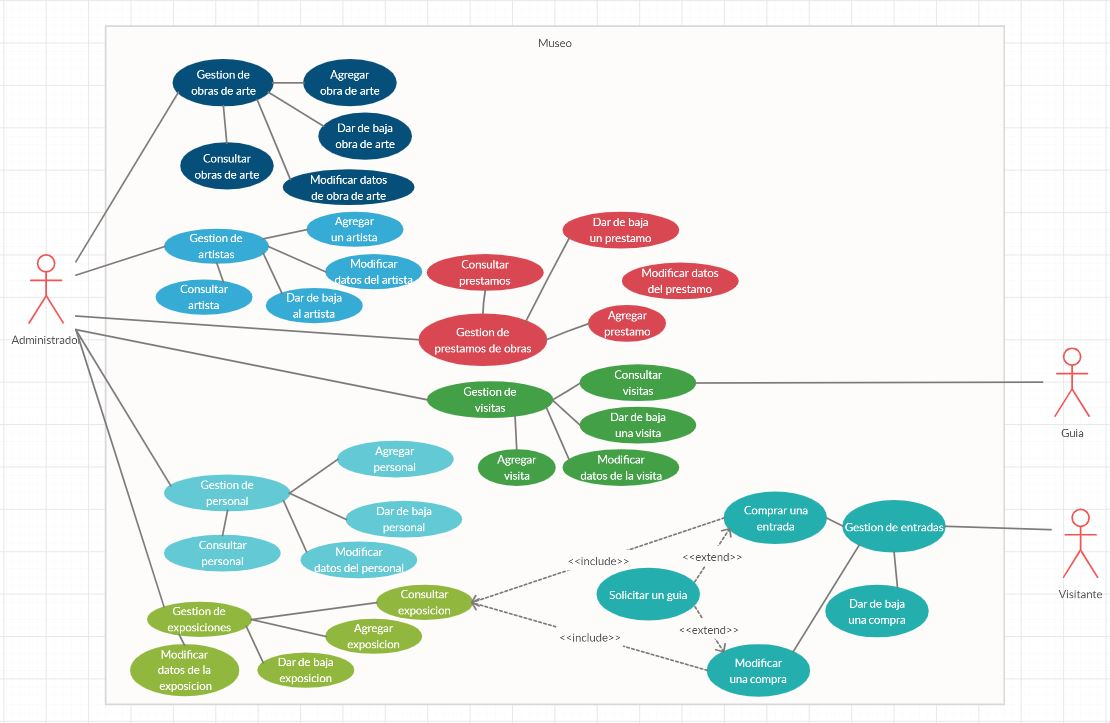 Museo
Gestion de
obras de arte
Agregar
obra de arte
Dar de baja
obra de arte
Consultar
obras de arte
Modificar datos
de obra de arte
Gestion de
artistas
Agregar
un artista
Modificar
datos del artista
Consultar
artista
Dar de baja
al artista
Consultar
prestamos
Dar de baja
un prestamo
Modificar datos
del prestamo
Agregar
prestamo
Gestion de
prestamos de obras
Administrador
Gestion de
visitas
Consultar
visitas
Dar de baja
una visita
Agregar
visita
Modificar
datos de la visita
Guia
Gestion de
personal
Agregar
personal
Dar de baja
personal
Consultar
personal
Modificar
datos del personal
Comprar una
entrada
Gestion de entradas
<<include>>
<<extend>>
Solicitar un guia
Visitante
Dar de baja
una compra
<<extend>>
<<include>>
Modificar
una compra
Gestion de
exposiciones
Consultar
exposicion
Agregar
exposicion
Modificar
datos de la
exposicion
Dar de baja
exposicion